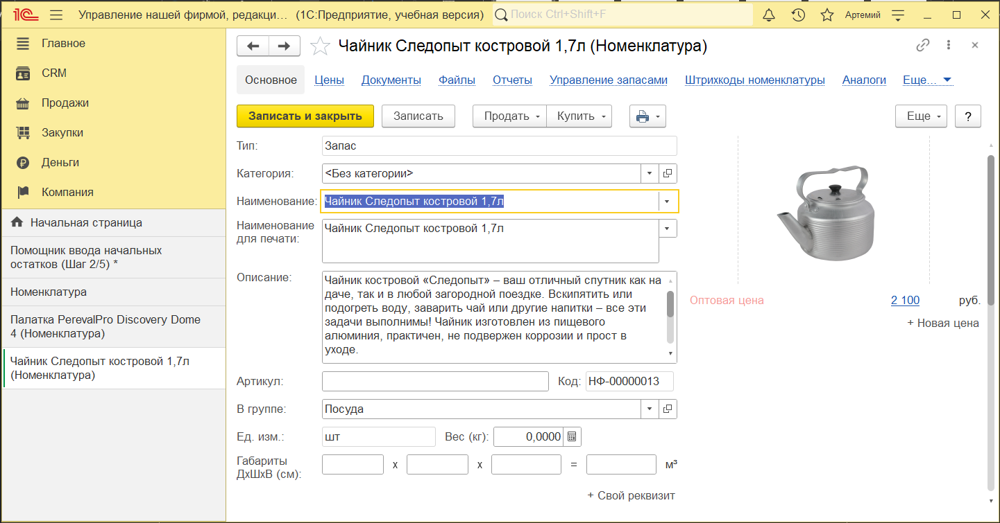 1С Управление нашей фирмой, редакци... (1С:Предприятие, учебная версия) Поиск Ctrl+Shift+F Артемий
Главное
CRM
Продажи
Закупки
Деньги
Компания
Начальная страница
Помощник ввода начальных
остатков (Шаг 2/5) *
Номенклатура
Палатка PerevalPro Discovery Dome
4 (Номенклатура)
Чайник Следопыт костровой 1,7л
(Номенклатура)
Чайник Следопыт костровой 1,7л (Номенклатура)
Основное Цены Документы Файлы Отчеты Управление запасами Штрихкоды номенклатуры Аналоги Еще...
Записать и закрыть Записать Продать Купить Еще ?
Тип: Запас
Категория: <Без категории>
Наименование: Чайник Следопыт костровой 1,7л
Наименование
для печати:
Чайник Следопыт костровой 1,7л
Описание:
Чайник костровой «Следопыт» – ваш отличный спутник как на
даче, так и в любой загородной поездке. Вскипятить или
подогреть воду, заварить чай или другие напитки – все эти
задачи выполнимы! Чайник изготовлен из пищевого
алюминия, практичен, не подвержен коррозии и прост в
уходе.
Оптовая цена 2 100 руб.
+ Новая цена
Артикул: Код: НФ-00000013
В группе: Посуда
Ед. изм.: шт Вес (кг): 0,0000
Габариты
ДхШхВ (см):
х х = м³
+ Свой реквизит